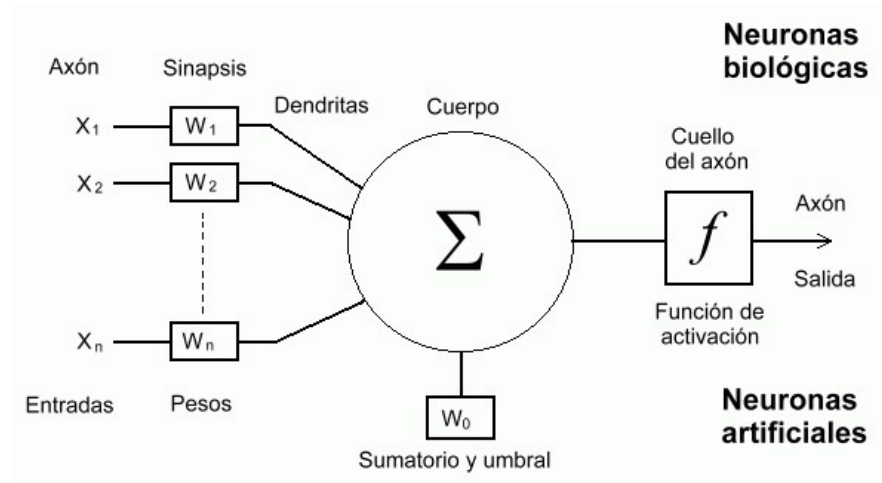 Neuronas
biológicas
Axón Sinapsis
Dendritas Cuerpo
Cuello
del axón
X1 W1
X2 W2
Σ
f
Axón
Salida
Xn Wn
Función de
activación
Entradas Pesos
W0
Sumatorio y umbral
Neuronas
artificiales